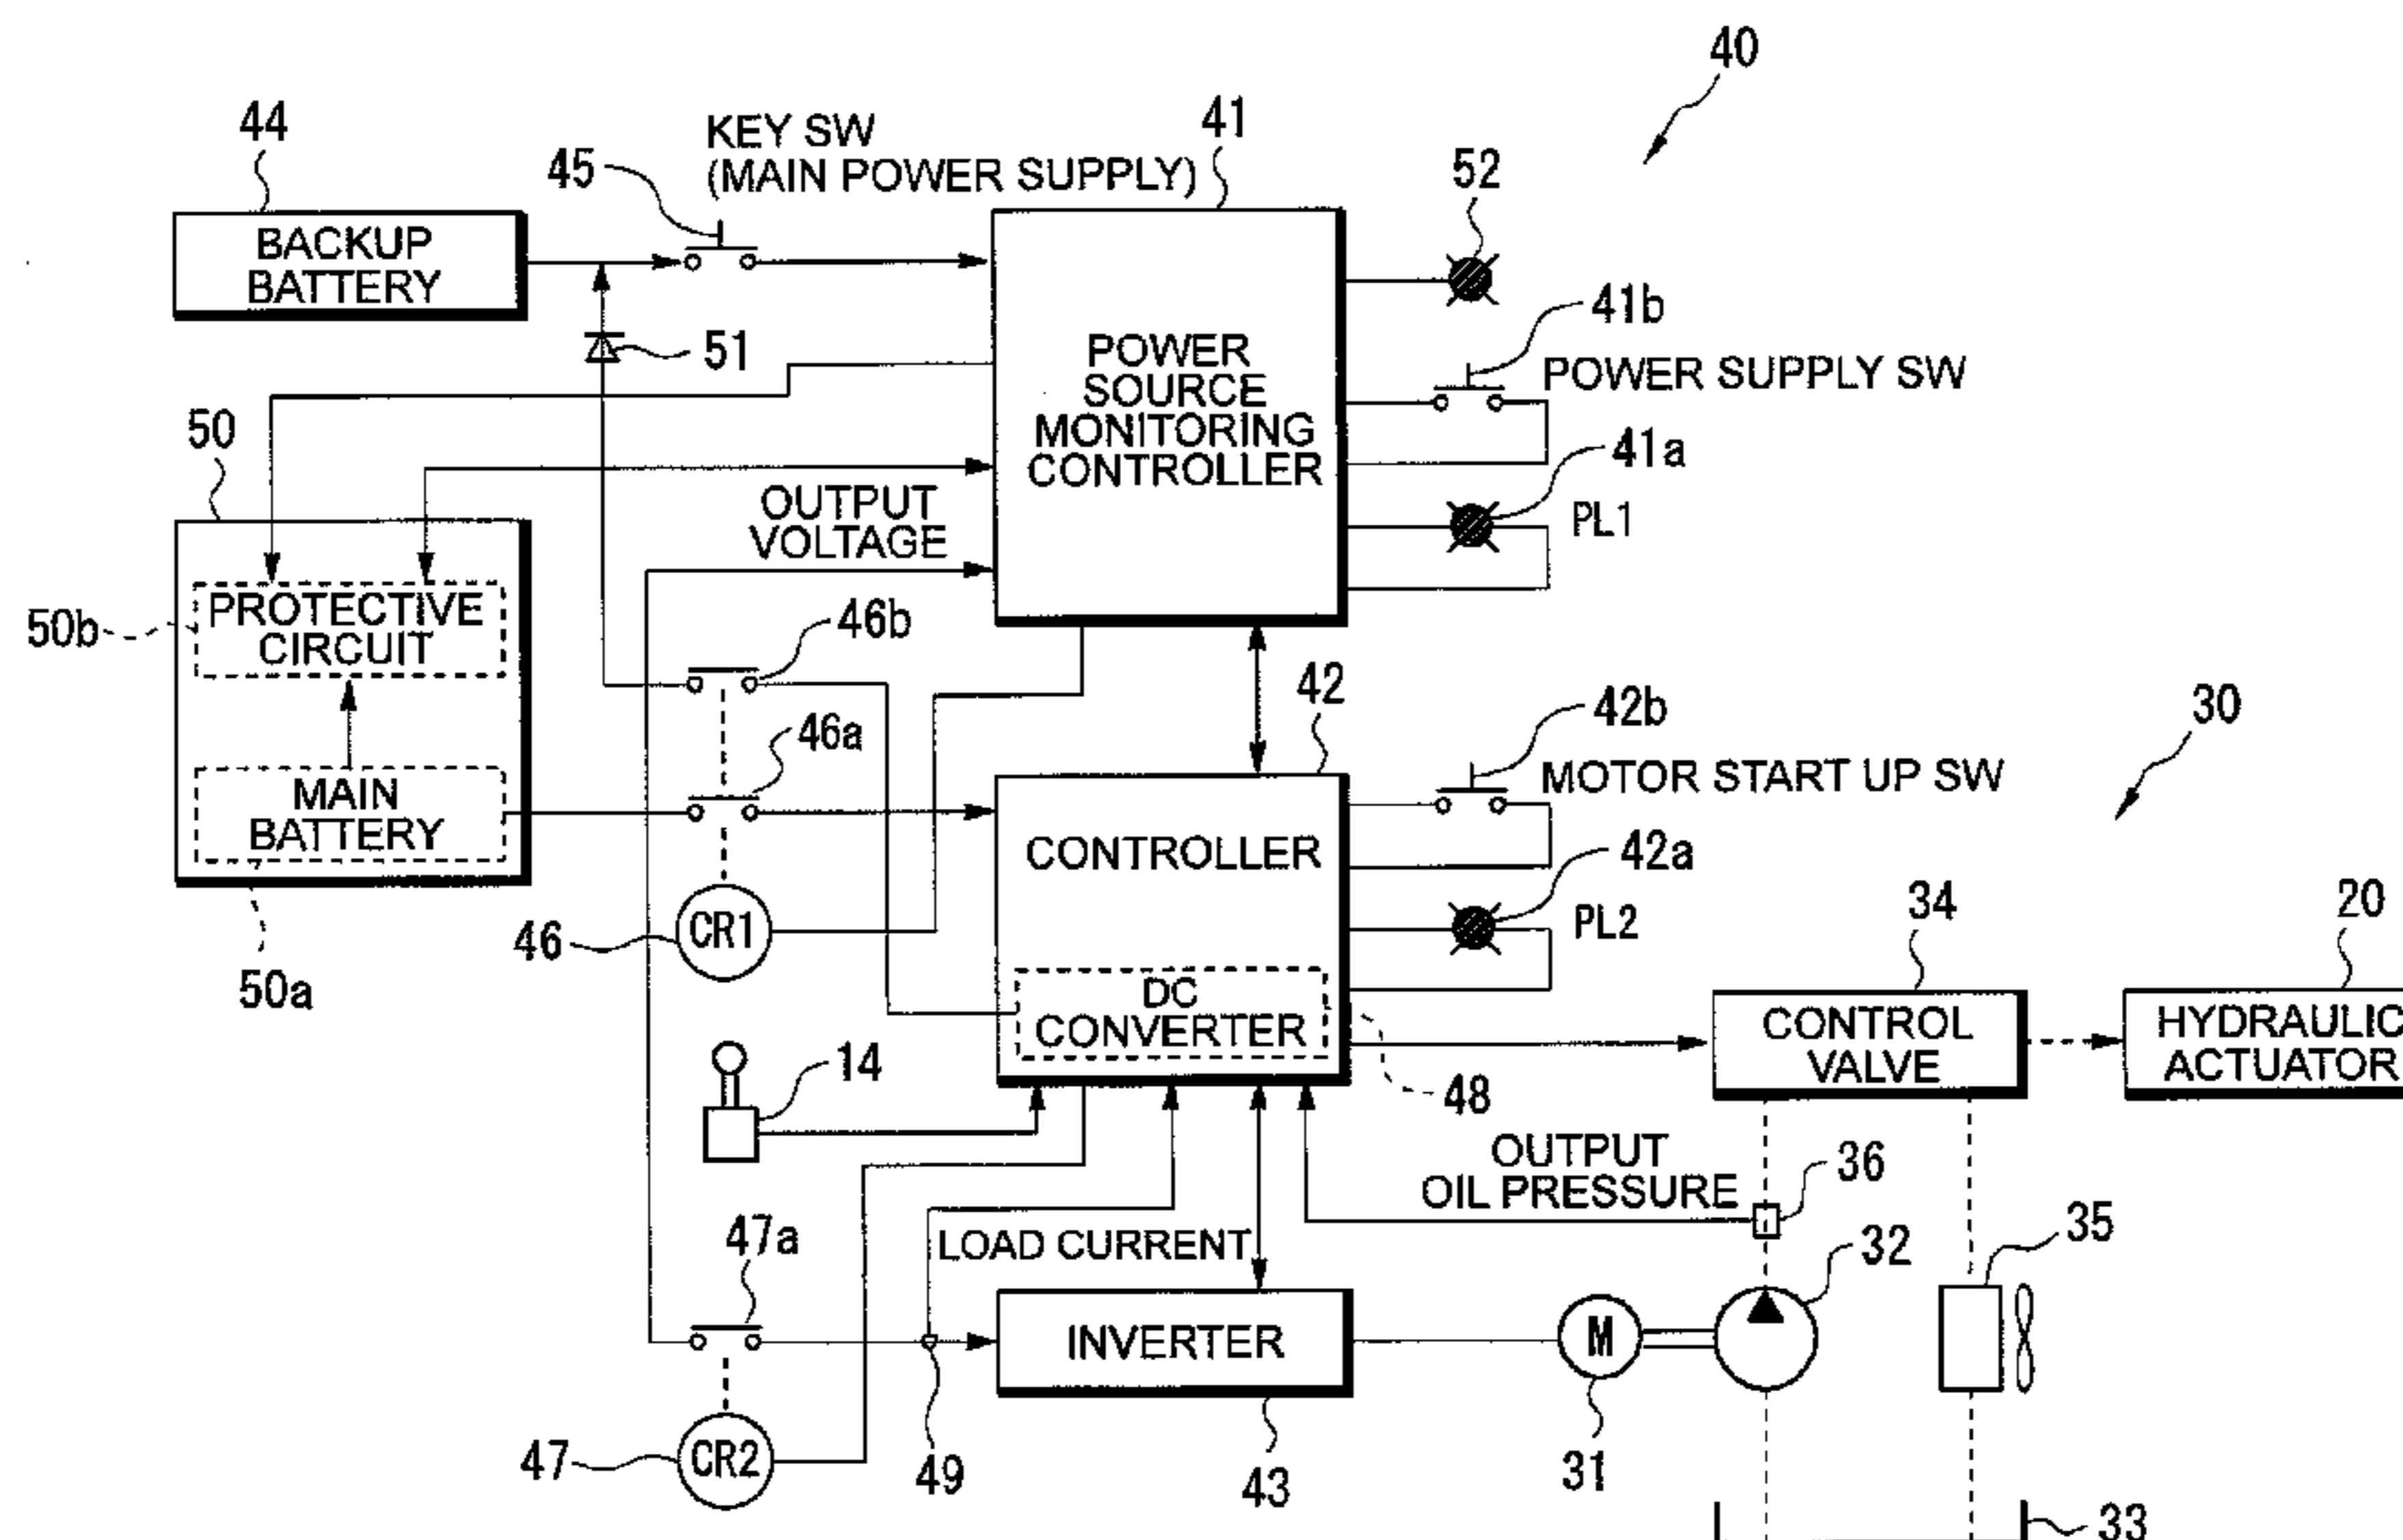 40
44
KEY SW
(MAIN POWER SUPPLY)
41
45
52
BACKUP
BATTERY
41b
51
POWER SUPPLY SW
POWER
SOURCE
MONITORING
CONTROLLER
50
41a
PL1
OUTPUT
VOLTAGE
PROTECTIVE
CIRCUIT
50b
46b
42
42b
30
46a
MOTOR START UP SW
MAIN
BATTERY
CONTROLLER
42a
34
20
46
CR1
PL2
50a
DC
CONVERTER
CONTROL
VALVE
HYDRAULIC
ACTUATOR
14
48
OUTPUT
OIL PRESSURE
36
47a
LOAD CURRENT
32
35
INVERTER
M
47
CR2
49
43
31
33